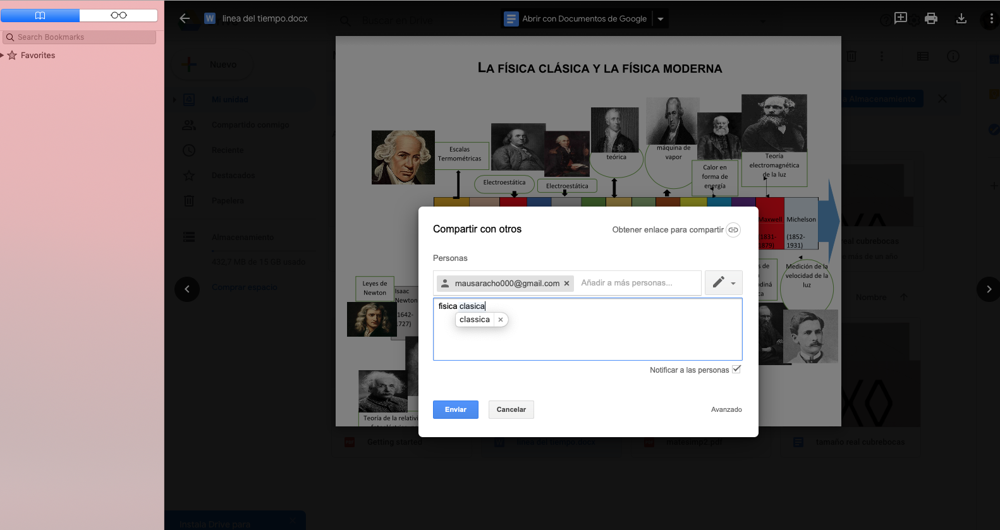 Search Bookmarks
Favorites
linea del tiempo.docx
Buscar en Drive
Abrir con Documentos de Google
Nuevo
Mi unidad
Compartido conmigo
Reciente
Destacados
Papelera
Almacenamiento
432,7 MB de 15 GB usado
Comprar espacio
Almacenamiento
LA FÍSICA CLÁSICA Y LA FÍSICA MODERNA
Escalas
Termométricas
Electroestática
Electroestática
teórica
máquina de
vapor
Calor en
forma de
energía
Teoría
electromagnética
de la luz
Maxwell
(1831-
1879)
Michelson
(1852-
1931)
Medición de la
velocidad de la
luz
Leyes de
Newton
Isaac
Newton
1642-
1727)
Teoría de la relativi
real cubrebocas
más de un año
Nombre
Compartir con otros
Obtener enlace para compartir
Personas
mausaracho000@gmail.com
Añadir a más personas...
fisica clasica
classica
Notificar a las personas
Enviar
Cancelar
Avanzado
Getting started
linea del tiempo.docx
matesimp2.pdf
tamaño real cubrebocas
Instala Drive para